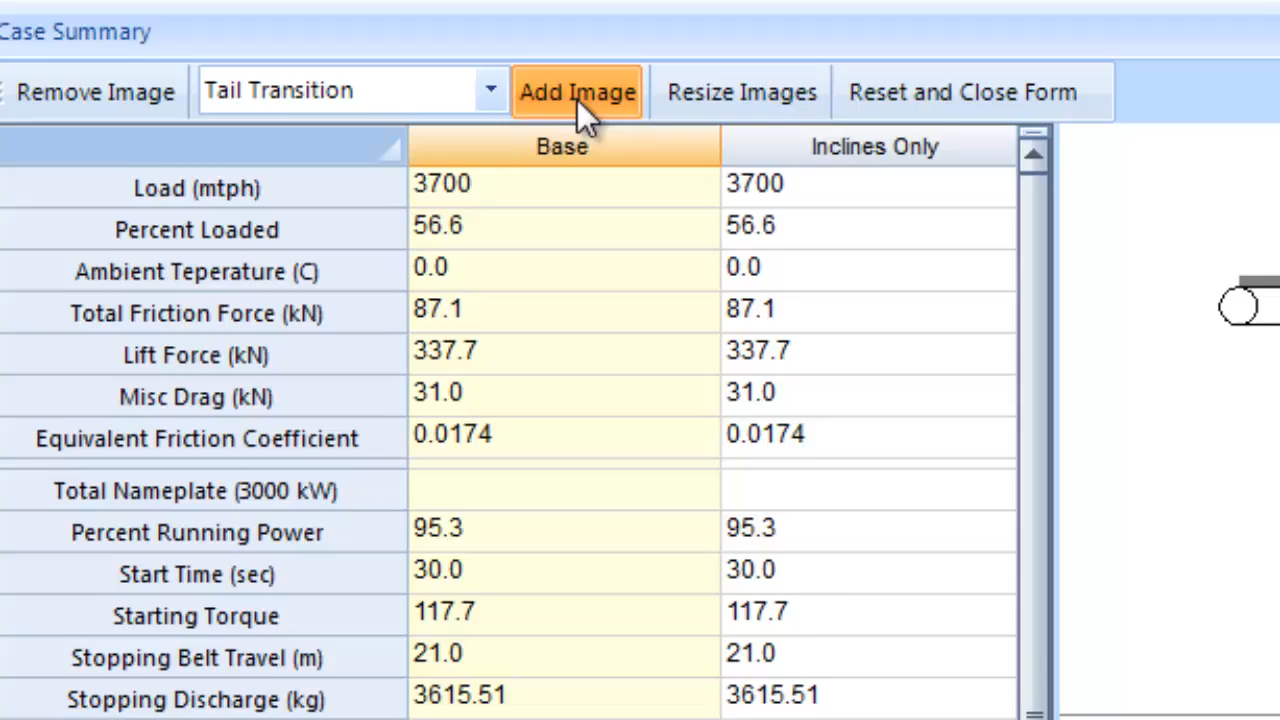 Case Summary
Remove Image Tail Transition Add Image Resize Images Reset and Close Form
Base Inclines Only
Load (mtph) 3700 3700
Percent Loaded 56.6 56.6
Ambient Teperature (C) 0.0 0.0
Total Friction Force (kN) 87.1 87.1
Lift Force (kN) 337.7 337.7
Misc Drag (kN) 31.0 31.0
Equivalent Friction Coefficient 0.0174 0.0174
Total Nameplate (3000 kW)
Percent Running Power 95.3 95.3
Start Time (sec) 30.0 30.0
Starting Torque 117.7 117.7
Stopping Belt Travel (m) 21.0 21.0
Stopping Discharge (kg) 3615.51 3615.51